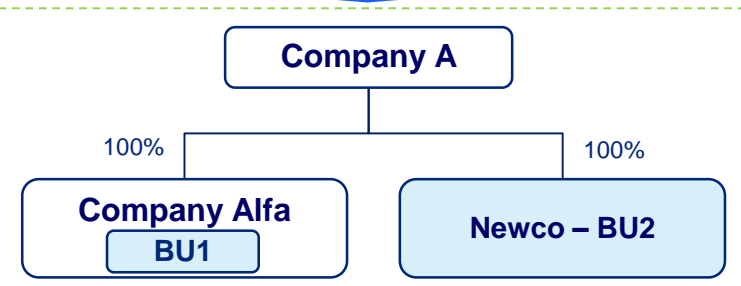 Company A
100%
100%
Company Alfa
BU1
Newco – BU2